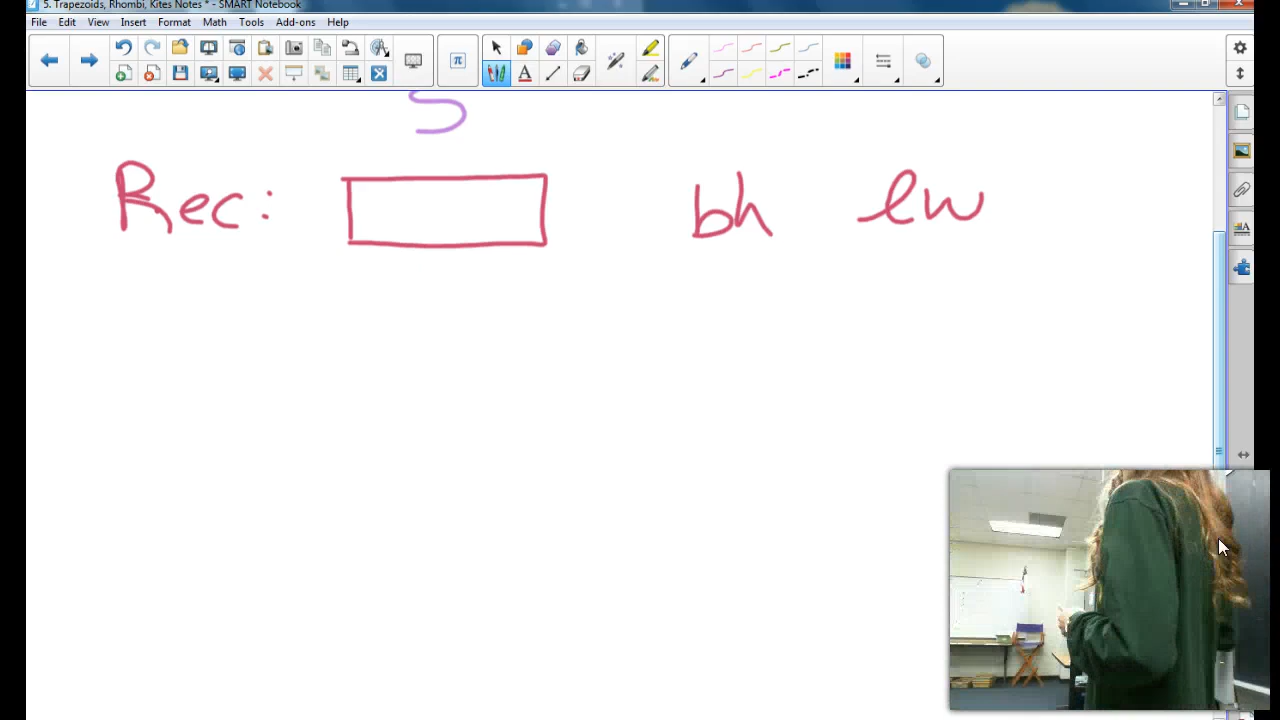 5. Trapezoids, Rhombi, Kites Notes * - SMART Notebook
File Edit View Insert Format Math Tools Add-ons Help
S
Rec: bh lw